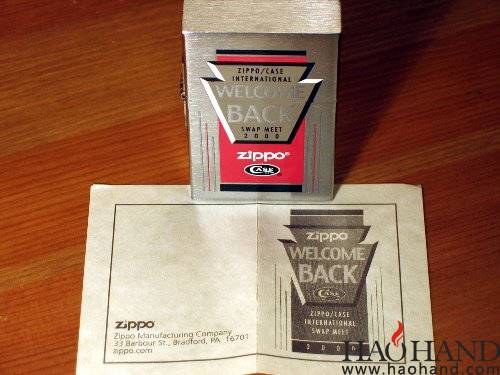 ZIPPO/CASE
INTERNATIONAL
WELCOME
BACK
SWAP MEET
2000
zippo®
CASE
zippo
WELCOME
BACK
CASE
ZIPPO/CASE
INTERNATIONAL
SWAP MEET
2000
zippo
Zippo Manufacturing Company
33 Barbour St., Bradford, PA 16701
zippo.com
HAOHAND
www.haohand.com